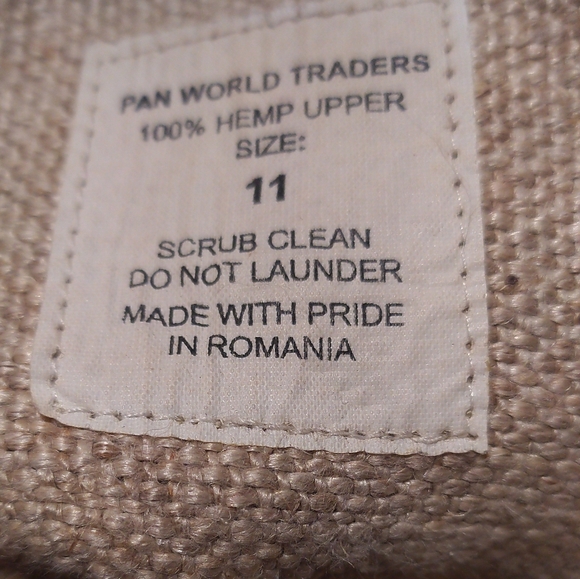 PAN WORLD TRADERS
100% HEMP UPPER
SIZE:
11
SCRUB CLEAN
DO NOT LAUNDER
MADE WITH PRIDE
IN ROMANIA